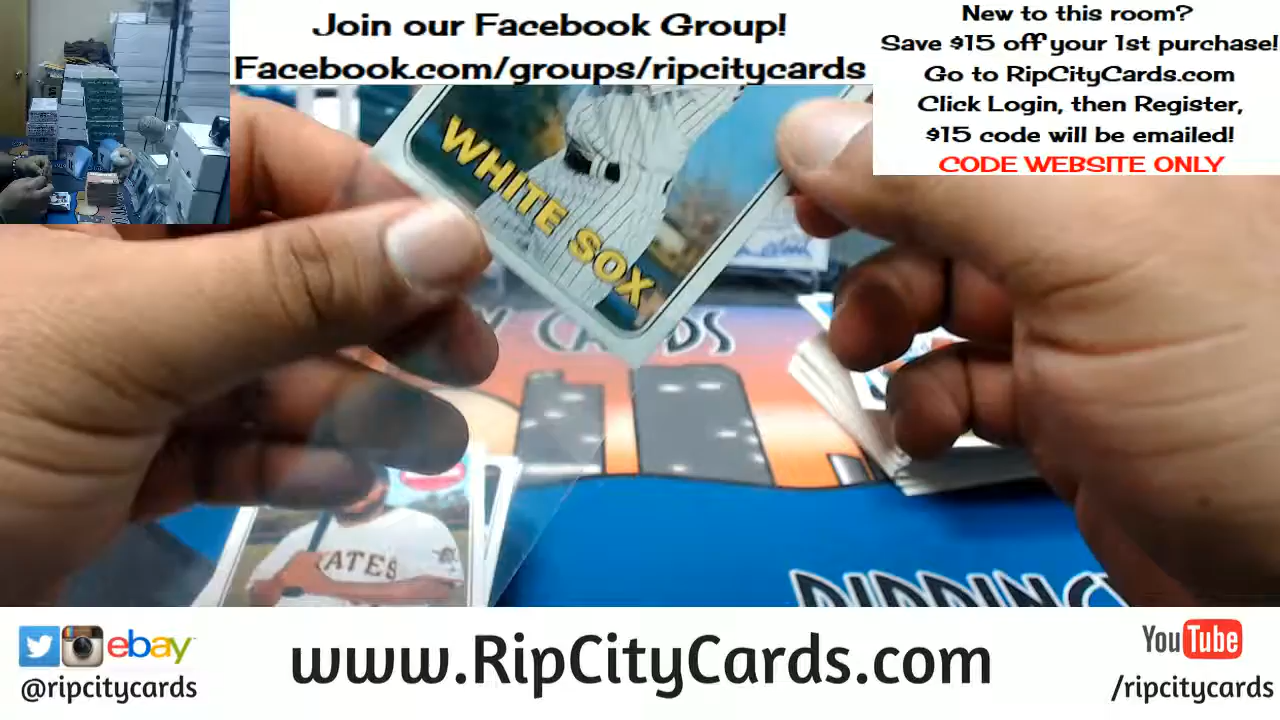 Join our Facebook Group!
Facebook.com/groups/ripcitycards
New to this room?
Save $15 off your 1st purchase!
Go to RipCityCards.com
Click Login, then Register,
$15 code will be emailed!
CODE WEBSITE ONLY
WHITE SOX
CARDS
ATES
ebay
@ripcitycards
www.RipCityCards.com
YouTube
/ripcitycards